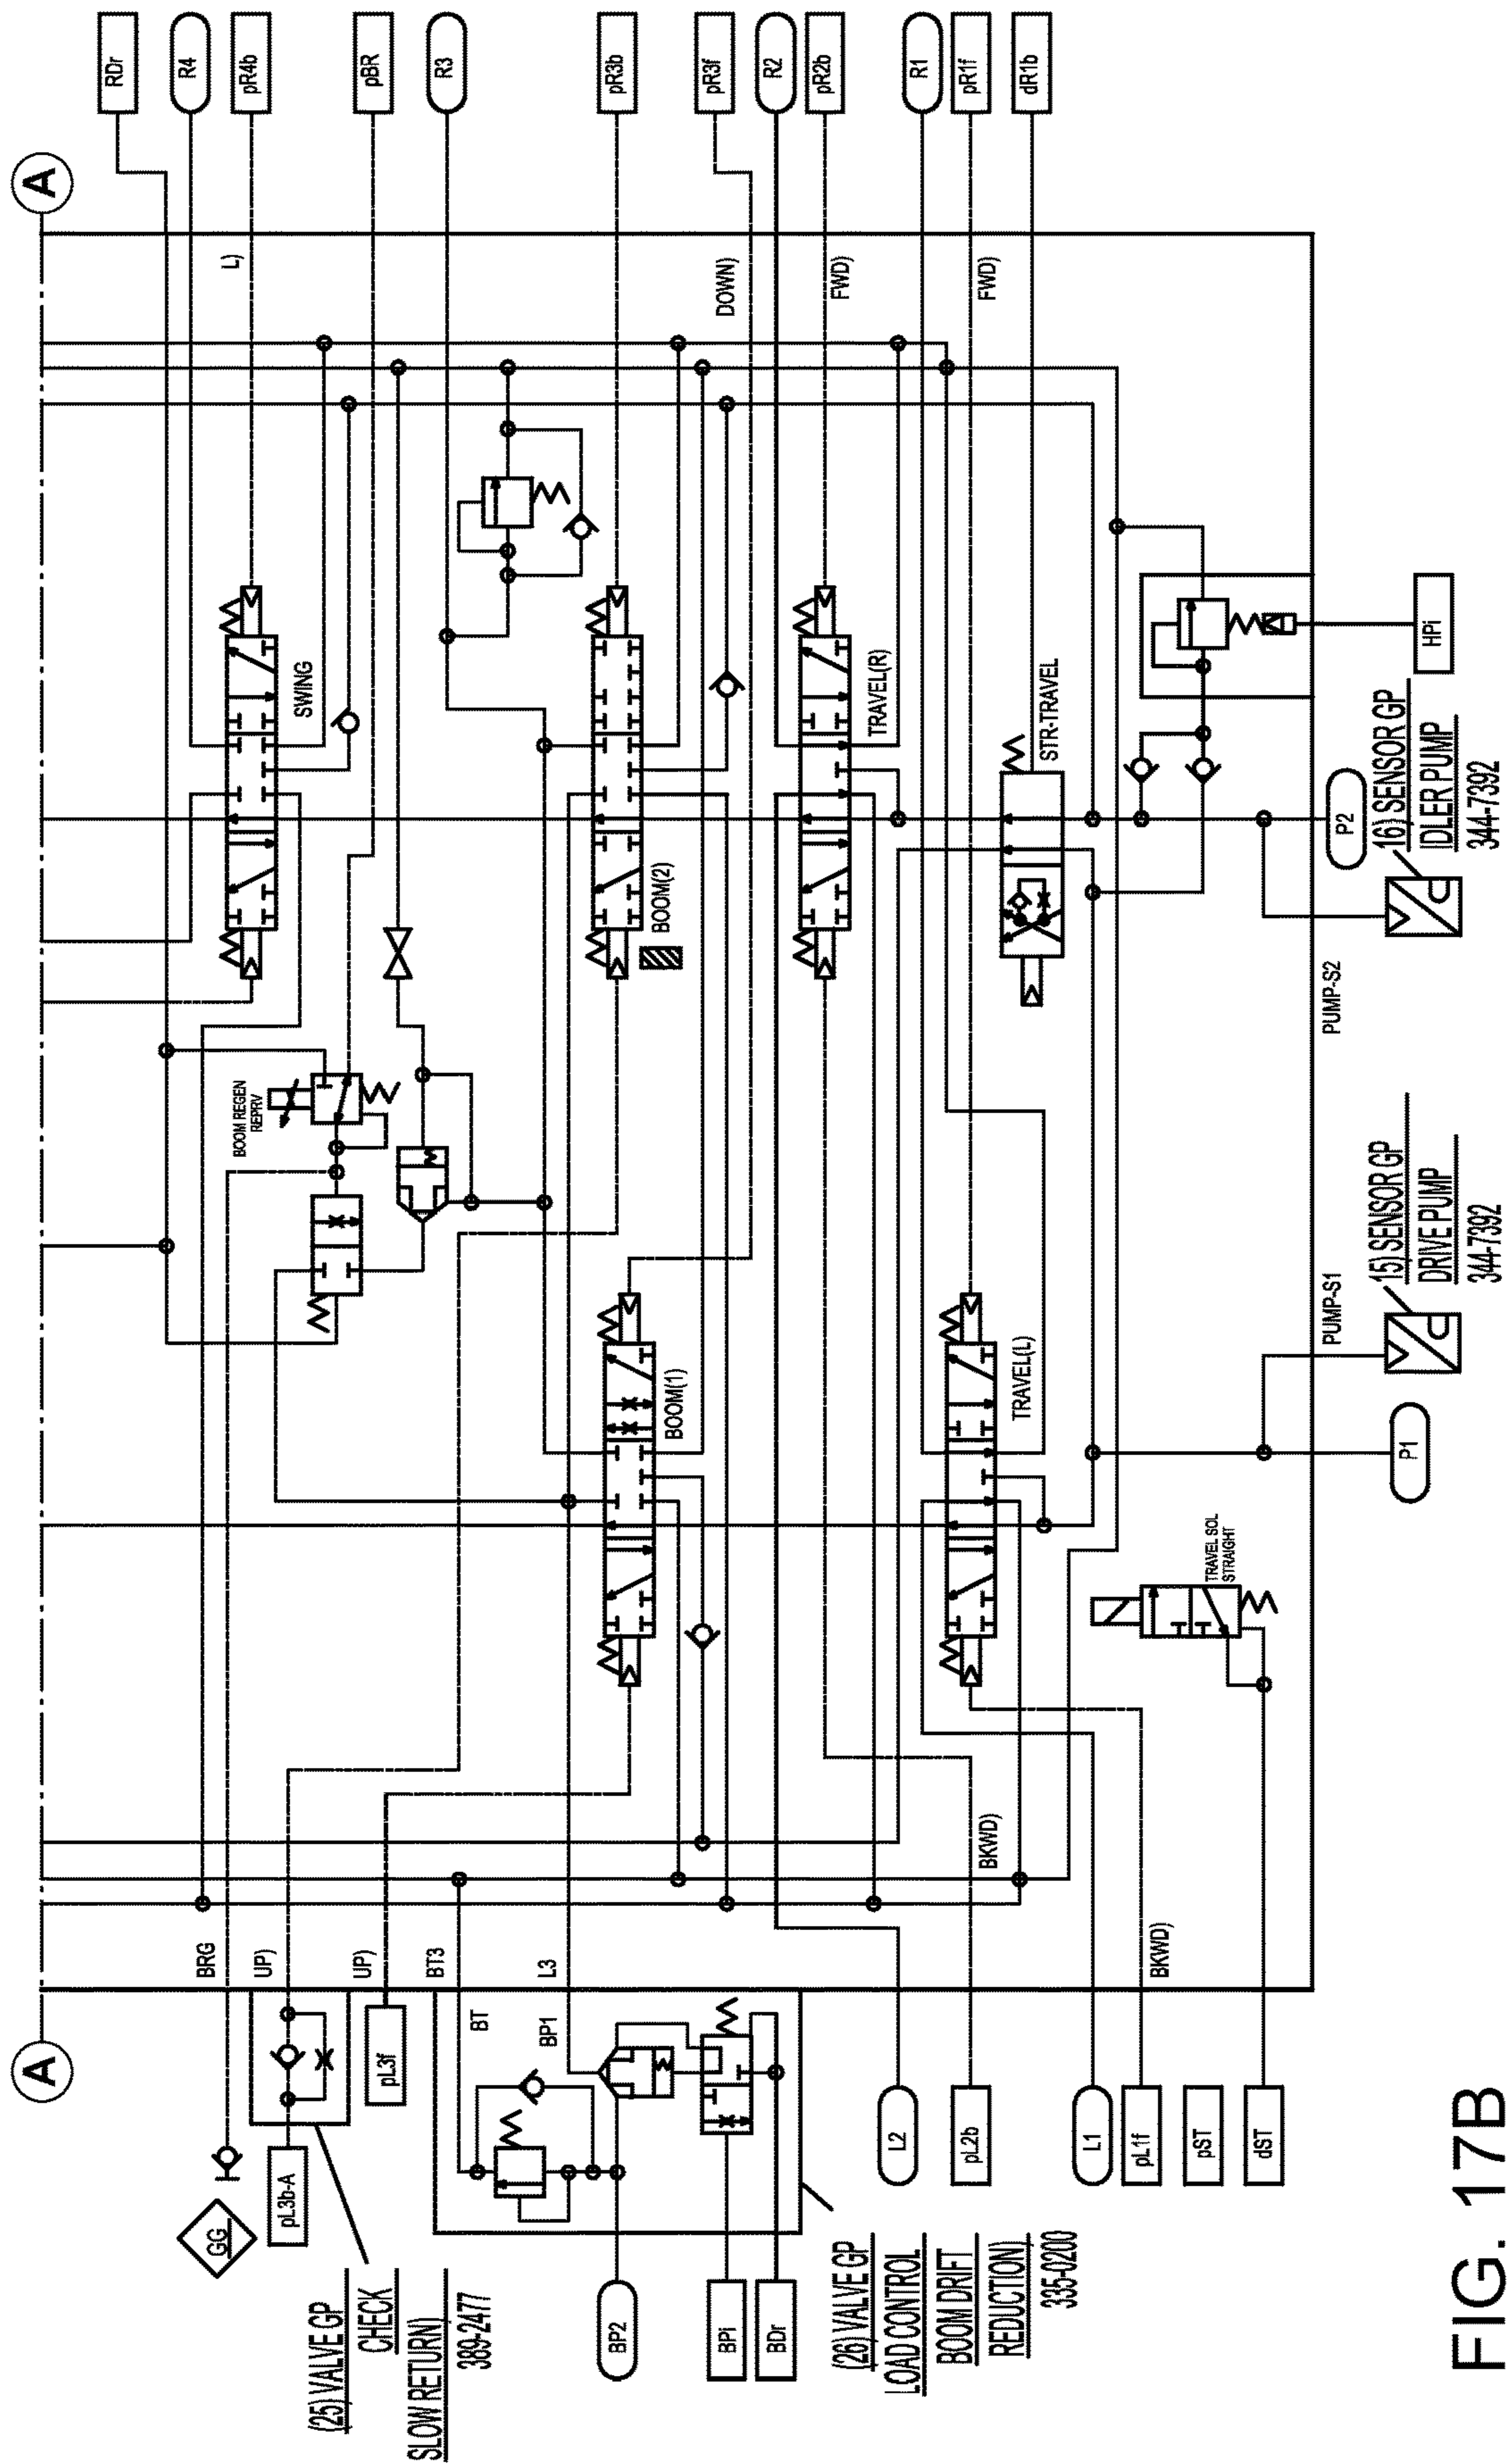 A
RDr
R4
pR4b
pBR
R3
pR3b
pR3f
R2
pR2b
R1
pR1f
dR1b
L)
DOWN)
FWD)
FWD)
SWING
BOOM(2)
TRAVEL(R)
STR-TRAVEL
HPi
16) SENSOR GP
IDLER PUMP
344-7392
P2
PUMP-S2
BOOM REGEN
REPRV
BOOM(1)
TRAVEL(L)
TRAVEL SOL
STRAIGHT
15) SENSOR GP
DRIVE PUMP
344-7392
PUMP-S1
P1
BRG
UP)
UP)
BT3
L3
BKWD)
BKWD)
A
BT
BP1
pL3f
GG
pL3b-A
L2
pL2b
L1
pL1f
pST
dST
BP2
BPi
BDr
(25) VALVE GP
CHECK
SLOW RETURN)
389-2477
(26) VALVE GP
LOAD CONTROL
BOOM DRIFT
REDUCTION)
335-0200
FIG. 17B